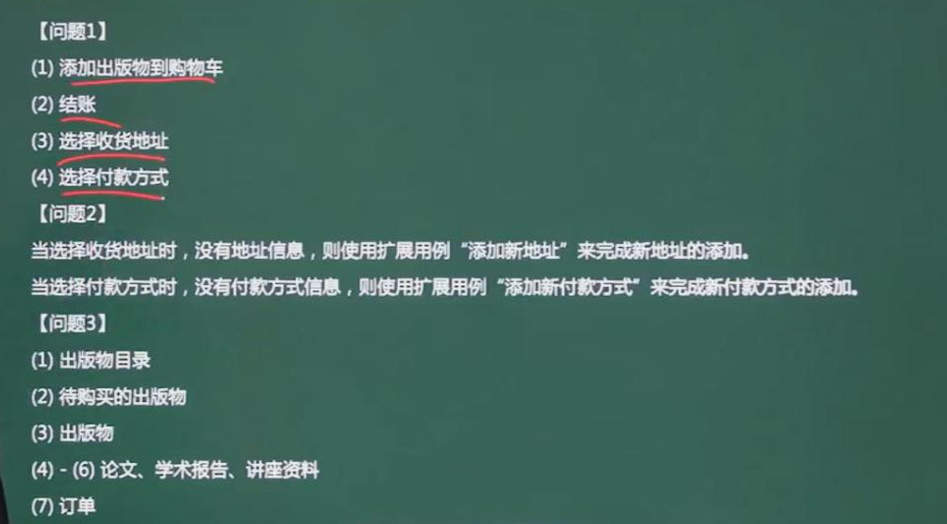 【问题1】
(1) 添加出版物到购物车
(2) 结账
(3) 选择收货地址
(4) 选择付款方式
【问题2】
当选择收货地址时，没有地址信息，则使用扩展用例“添加新地址”来完成新地址的添加。
当选择付款方式时，没有付款方式信息，则使用扩展用例“添加新付款方式”来完成新付款方式的添加。
【问题3】
(1) 出版物目录
(2) 待购买的出版物
(3) 出版物
(4) - (6) 论文、学术报告、讲座资料
(7) 订单